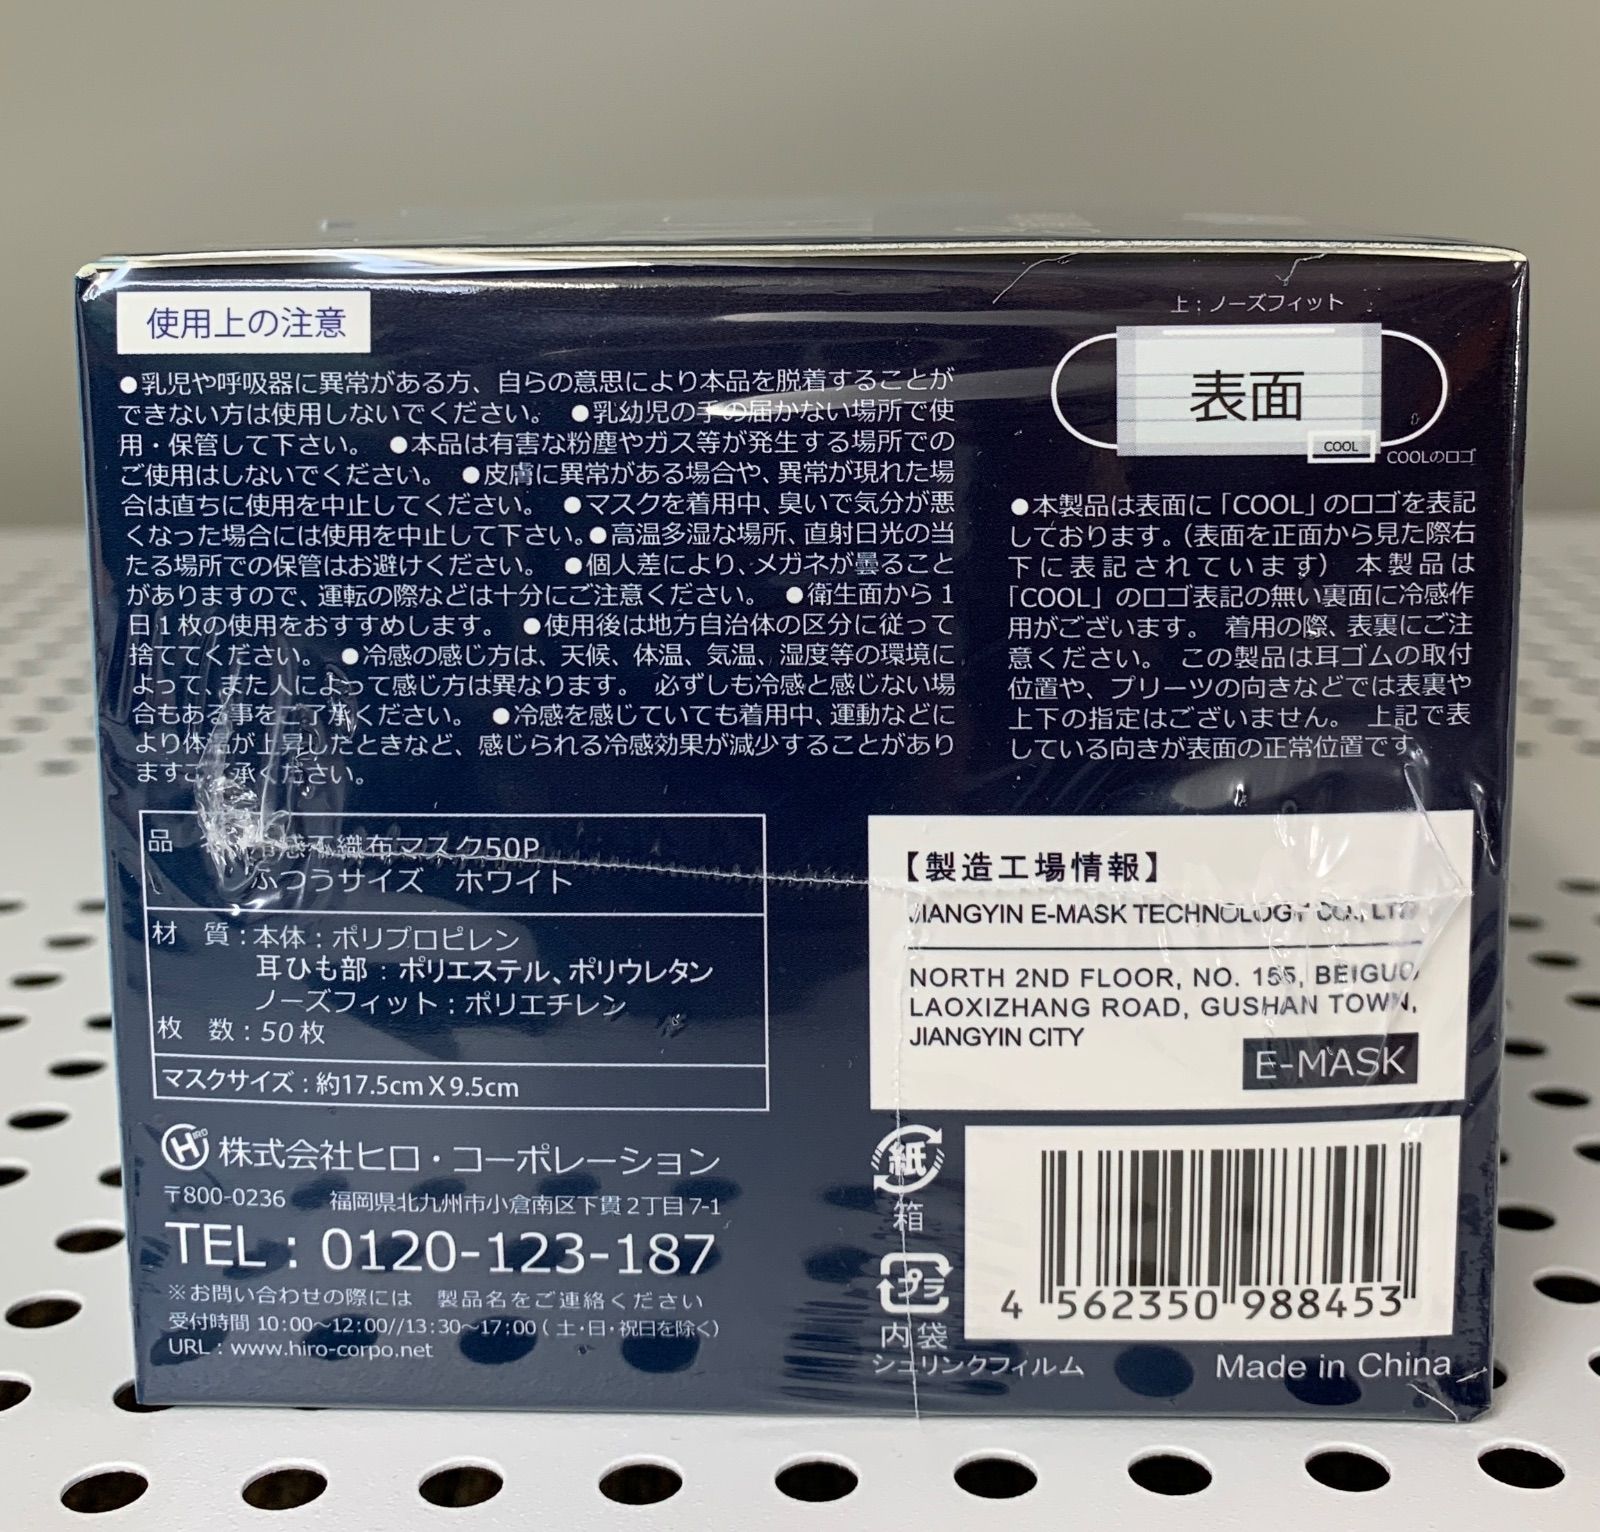 使用上の注意
●乳児や呼吸器に異常がある方、自らの意思により本品を脱着することが
できない方は使用しないでください。 ●乳幼児の手の届かない場所で使
用・保管して下さい。 ●本品は有害な粉塵やガス等が発生する場所での
ご使用はしないでください。 ●皮膚に異常がある場合や、異常が現れた場
合は直ちに使用を中止してください。 ●マスクを着用中、臭いで気分が悪
くなった場合には使用を中止して下さい。●高温多湿な場所、直射日光の当
たる場所での保管はお避けください。 ●個人差により、メガネが曇ること
がありますので、運転の際などは十分にご注意ください。 ●衛生面から1
日1枚の使用をおすすめします。 ●使用後は地方自治体の区分に従って
捨ててください。 ●冷感の感じ方は、天候、体温、気温、湿度等の環境に
よって、また人によって感じ方は異なります。 必ずしも冷感と感じない場
合もある事をご了承ください。 ●冷感を感じていても着用中、運動などに
より体温が上昇したときなど、感じられる冷感効果が減少することがあり
ますご了承ください。
上:ノーズフィット
表面
COOL
COOLのロゴ
●本製品は表面に「COOL」のロゴを表記
しております。(表面を正面から見た際右
下に表記されています) 本製品は
「COOL」のロゴ表記の無い裏面に冷感作
用がございます。 着用の際、表裏にご注
意ください。 この製品は耳ゴムの取付
位置や、プリーツの向きなどでは表裏や
上下の指定はございません。 上記で表
している向きが表面の正常位置です。
品 名:冷感不織布マスク50P
ふつうサイズ ホワイト
材 質:本体:ポリプロピレン
耳ひも部:ポリエステル、ポリウレタン
ノーズフィット:ポリエチレン
枚 数:50枚
マスクサイズ:約17.5cm X 9.5cm
HIRO
株式会社ヒロ・コーポレーション
〒800-0236 福岡県北九州市小倉南区下貫2丁目7-1
TEL:0120-123-187
※お問い合わせの際には 製品名をご連絡ください
受付時間 10:00~12:00//13:30~17:00(土・日・祝日を除く)
URL:www.hiro-corpo.net
【製造工場情報】
JIANGYIN E-MASK TECHNOLOGY CO., LTD
NORTH 2ND FLOOR, NO. 155, BEIGUO
LAOXIZHANG ROAD, GUSHAN TOWN,
JIANGYIN CITY
E-MASK
紙
箱
プラ
内袋
シュリンクフィルム
4 562350 988453
Made in China